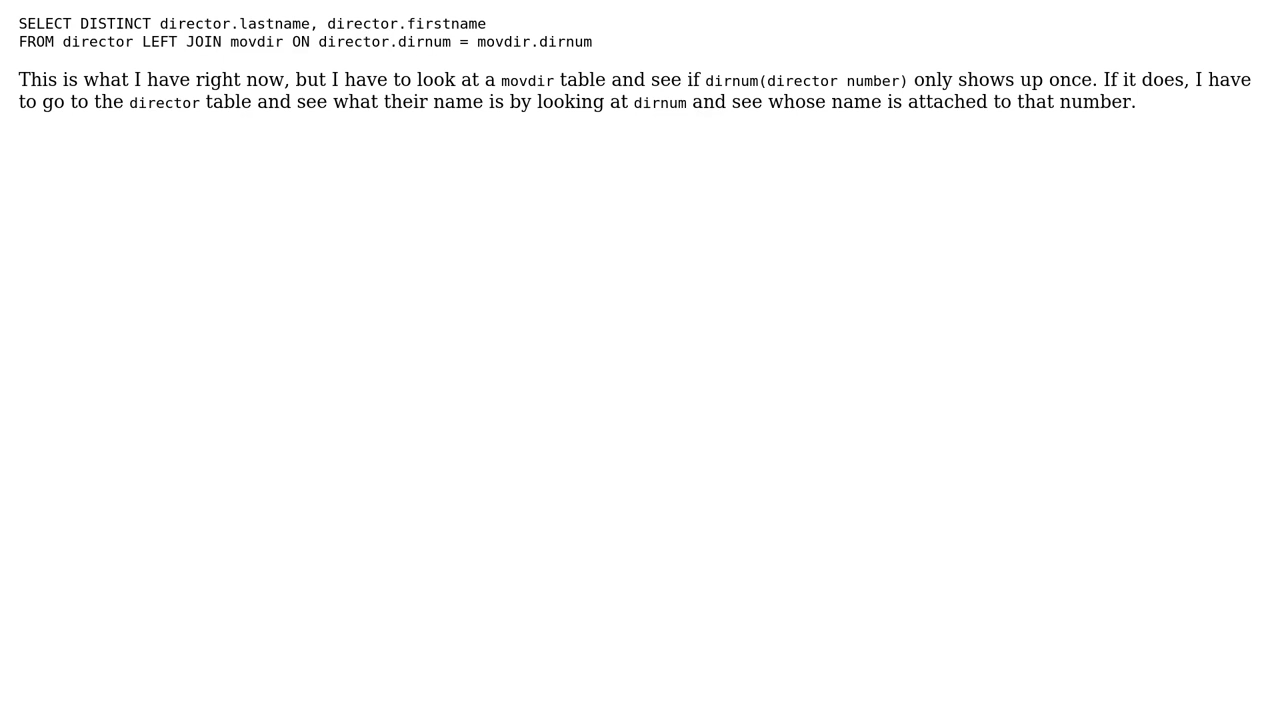 SELECT DISTINCT director.lastname, director.firstname
FROM director LEFT JOIN movdir ON director.dirnum = movdir.dirnum
This is what I have right now, but I have to look at a movdir table and see if dirnum(director number) only shows up once. If it does, I have
to go to the director table and see what their name is by looking at dirnum and see whose name is attached to that number.